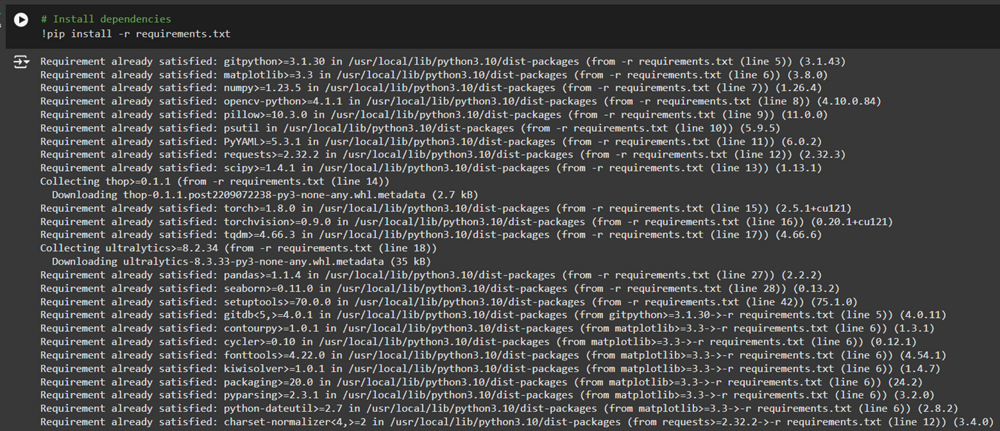 # Install dependencies
!pip install -r requirements.txt
Requirement already satisfied: gitpython>=3.1.30 in /usr/local/lib/python3.10/dist-packages (from -r requirements.txt (line 5)) (3.1.43)
Requirement already satisfied: matplotlib>=3.3 in /usr/local/lib/python3.10/dist-packages (from -r requirements.txt (line 6)) (3.8.0)
Requirement already satisfied: numpy>=1.23.5 in /usr/local/lib/python3.10/dist-packages (from -r requirements.txt (line 7)) (1.26.4)
Requirement already satisfied: opencv-python>=4.1.1 in /usr/local/lib/python3.10/dist-packages (from -r requirements.txt (line 8)) (4.10.0.84)
Requirement already satisfied: pillow>=10.3.0 in /usr/local/lib/python3.10/dist-packages (from -r requirements.txt (line 9)) (11.0.0)
Requirement already satisfied: psutil in /usr/local/lib/python3.10/dist-packages (from -r requirements.txt (line 10)) (5.9.5)
Requirement already satisfied: PyYAML>=5.3.1 in /usr/local/lib/python3.10/dist-packages (from -r requirements.txt (line 11)) (6.0.2)
Requirement already satisfied: requests>=2.32.2 in /usr/local/lib/python3.10/dist-packages (from -r requirements.txt (line 12)) (2.32.3)
Requirement already satisfied: scipy>=1.4.1 in /usr/local/lib/python3.10/dist-packages (from -r requirements.txt (line 13)) (1.13.1)
Collecting thop>=0.1.1 (from -r requirements.txt (line 14))
  Downloading thop-0.1.1.post2209072238-py3-none-any.whl.metadata (2.7 kB)
Requirement already satisfied: torch>=1.8.0 in /usr/local/lib/python3.10/dist-packages (from -r requirements.txt (line 15)) (2.5.1+cu121)
Requirement already satisfied: torchvision>=0.9.0 in /usr/local/lib/python3.10/dist-packages (from -r requirements.txt (line 16)) (0.20.1+cu121)
Requirement already satisfied: tqdm>=4.66.3 in /usr/local/lib/python3.10/dist-packages (from -r requirements.txt (line 17)) (4.66.6)
Collecting ultralytics>=8.2.34 (from -r requirements.txt (line 18))
  Downloading ultralytics-8.3.33-py3-none-any.whl.metadata (35 kB)
Requirement already satisfied: pandas>=1.1.4 in /usr/local/lib/python3.10/dist-packages (from -r requirements.txt (line 27)) (2.2.2)
Requirement already satisfied: seaborn>=0.11.0 in /usr/local/lib/python3.10/dist-packages (from -r requirements.txt (line 28)) (0.13.2)
Requirement already satisfied: setuptools>=70.0.0 in /usr/local/lib/python3.10/dist-packages (from -r requirements.txt (line 42)) (75.1.0)
Requirement already satisfied: gitdb<5,>=4.0.1 in /usr/local/lib/python3.10/dist-packages (from gitpython>=3.1.30->-r requirements.txt (line 5)) (4.0.11)
Requirement already satisfied: contourpy>=1.0.1 in /usr/local/lib/python3.10/dist-packages (from matplotlib>=3.3->-r requirements.txt (line 6)) (1.3.1)
Requirement already satisfied: cycler>=0.10 in /usr/local/lib/python3.10/dist-packages (from matplotlib>=3.3->-r requirements.txt (line 6)) (0.12.1)
Requirement already satisfied: fonttools>=4.22.0 in /usr/local/lib/python3.10/dist-packages (from matplotlib>=3.3->-r requirements.txt (line 6)) (4.54.1)
Requirement already satisfied: kiwisolver>=1.0.1 in /usr/local/lib/python3.10/dist-packages (from matplotlib>=3.3->-r requirements.txt (line 6)) (1.4.7)
Requirement already satisfied: packaging>=20.0 in /usr/local/lib/python3.10/dist-packages (from matplotlib>=3.3->-r requirements.txt (line 6)) (24.2)
Requirement already satisfied: pyparsing>=2.3.1 in /usr/local/lib/python3.10/dist-packages (from matplotlib>=3.3->-r requirements.txt (line 6)) (3.2.0)
Requirement already satisfied: python-dateutil>=2.7 in /usr/local/lib/python3.10/dist-packages (from matplotlib>=3.3->-r requirements.txt (line 6)) (2.8.2)
Requirement already satisfied: charset-normalizer<4,>=2 in /usr/local/lib/python3.10/dist-packages (from requests>=2.32.2->-r requirements.txt (line 12)) (3.4.0)